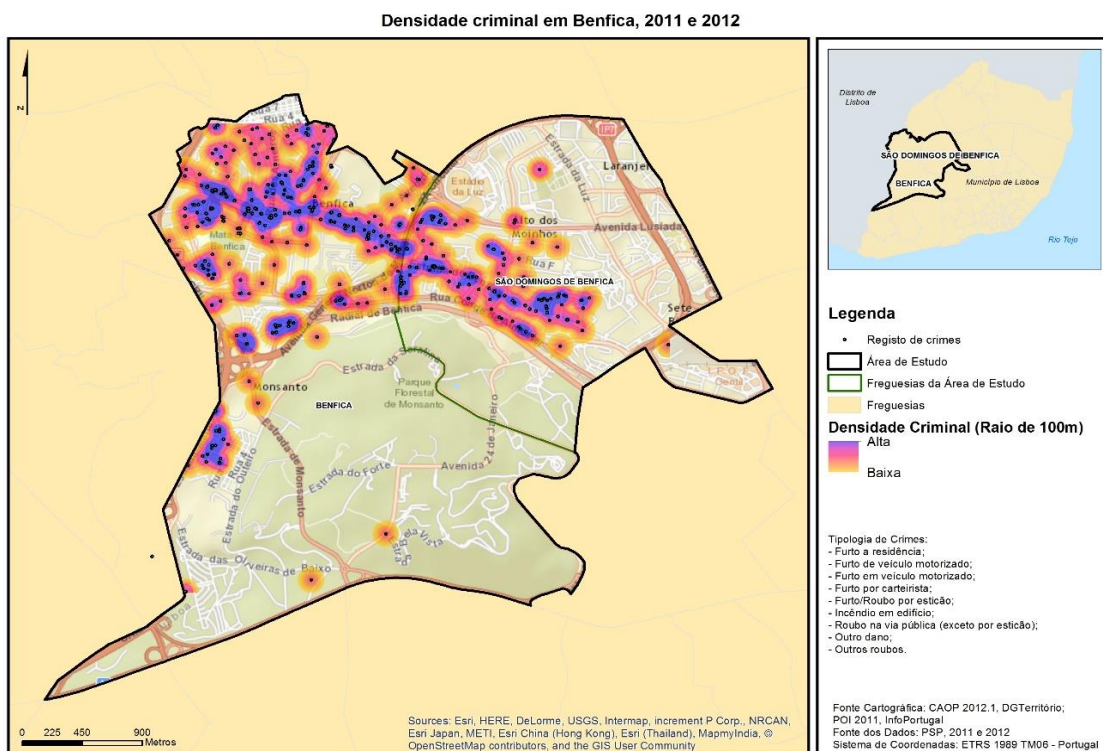 Densidade criminal em Benfica, 2011 e 2012
N
Rua 7
Rua 4
IP7
Laranjei
Estrada da Luz
Estádio
da Luz
Benfica
Alto dos
Moinhos
Avenida Lusíada
Mata
Benfica
Rua F
SÃO DOMINGOS DE BENFICA
Radial de Benfica
Rua
Sete
I.P.O.F.
Gentil
Estrada da Serafina
Monsanto
Parque
Florestal
de Monsanto
BENFICA
24 de Janeiro
Rua 4
Estrada do Outeiro
Estrada de Monsanto
Estrada do Forte
Avenida
Bela Vista
Estrada das Oliveiras de Baixo
Lisboa
0 225 450 900
Metros
Sources: Esri, HERE, DeLorme, USGS, Intermap, increment P Corp., NRCAN,
Esri Japan, METI, Esri China (Hong Kong), Esri (Thailand), MapmyIndia, ©
OpenStreetMap contributors, and the GIS User Community
Distrito de
Lisboa
SÃO DOMINGOS DE BENFICA
BENFICA
Município de Lisboa
Rio Tejo
Legenda
Registo de crimes
Área de Estudo
Freguesias da Área de Estudo
Freguesias
Densidade Criminal (Raio de 100m)
Alta
Baixa
Tipologia de Crimes:
- Furto a residência;
- Furto de veículo motorizado;
- Furto em veículo motorizado;
- Furto por carteirista;
- Furto/Roubo por esticão;
- Incêndio em edifício;
- Roubo na via pública (exceto por esticão);
- Outro dano;
- Outros roubos.
Fonte Cartográfica: CAOP 2012.1, DGTerritório;
POI 2011, InfoPortugal
Fonte dos Dados: PSP, 2011 e 2012
Sistema de Coordenadas: ETRS 1989 TM06 - Portugal